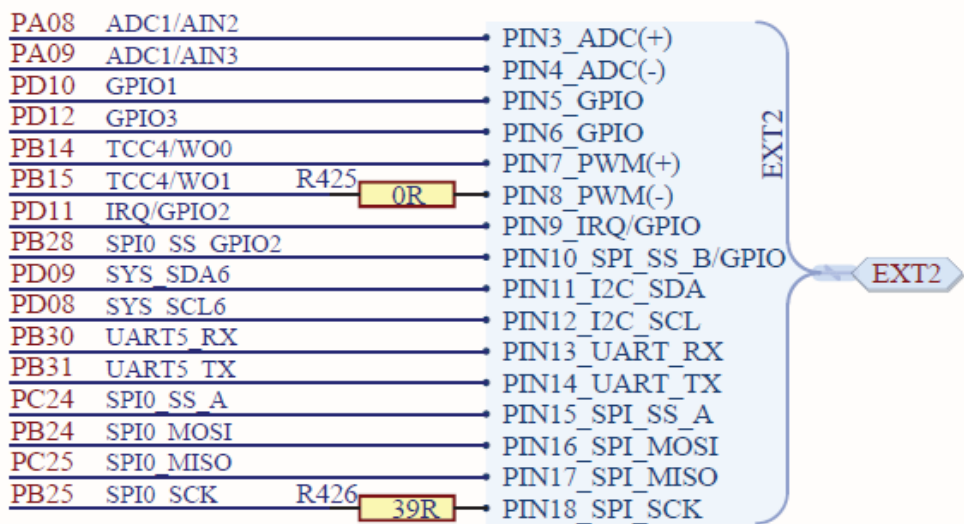 PA08 ADC1/AIN2 PIN3_ADC(+)
PA09 ADC1/AIN3 PIN4_ADC(-)
PD10 GPIO1 PIN5_GPIO
PD12 GPIO3 PIN6_GPIO
PB14 TCC4/WO0 PIN7_PWM(+)
PB15 TCC4/WO1 R425 0R PIN8_PWM(-)
PD11 IRQ/GPIO2 PIN9_IRQ/GPIO
PB28 SPI0_SS_GPIO2 PIN10_SPI_SS_B/GPIO
PD09 SYS_SDA6 PIN11_I2C_SDA
PD08 SYS_SCL6 PIN12_I2C_SCL
PB30 UART5_RX PIN13_UART_RX
PB31 UART5_TX PIN14_UART_TX
PC24 SPI0_SS_A PIN15_SPI_SS_A
PB24 SPI0_MOSI PIN16_SPI_MOSI
PC25 SPI0_MISO PIN17_SPI_MISO
PB25 SPI0_SCK R426 39R PIN18_SPI_SCK
EXT2
EXT2